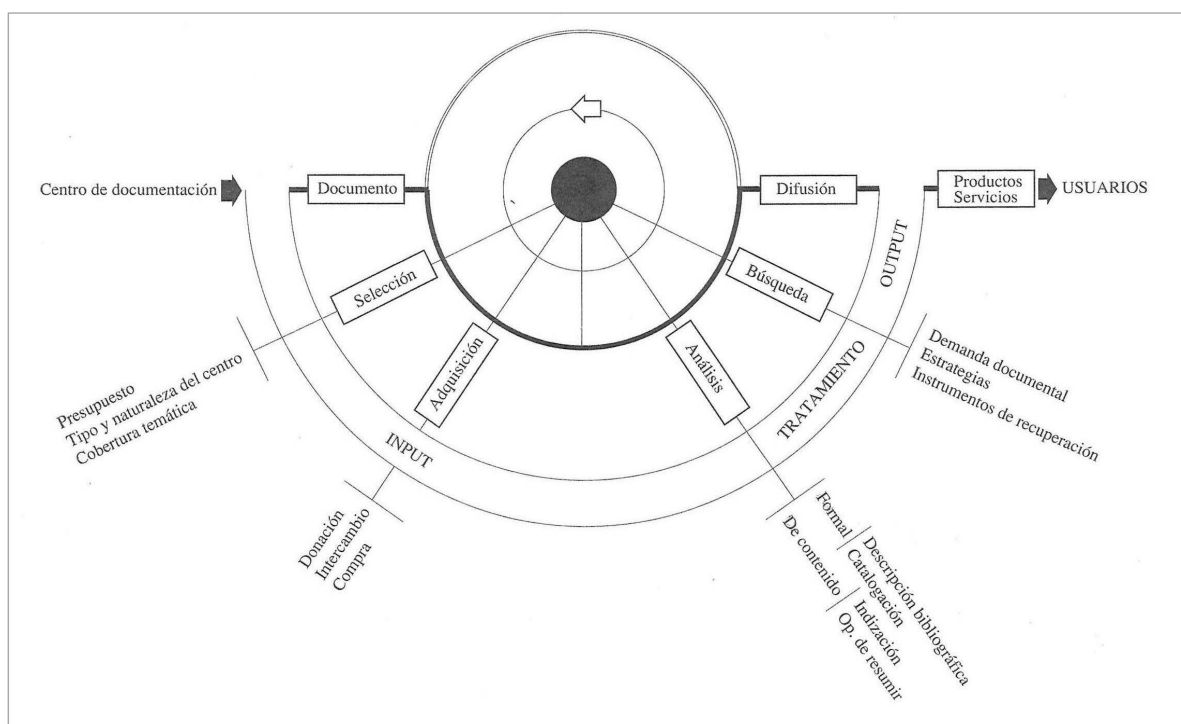 Centro de documentación
Documento
Difusión
Productos
Servicios
USUARIOS
Selección
Búsqueda
OUTPUT
Adquisición
Análisis
TRATAMIENTO
INPUT
Presupuesto
Tipo y naturaleza del centro
Cobertura temática
Demanda documental
Estrategias
Instrumentos de recuperación
Donación
Intercambio
Compra
Formal
Descripción bibliográfica
Catalogación
De contenido
Indización
Op. de resumir